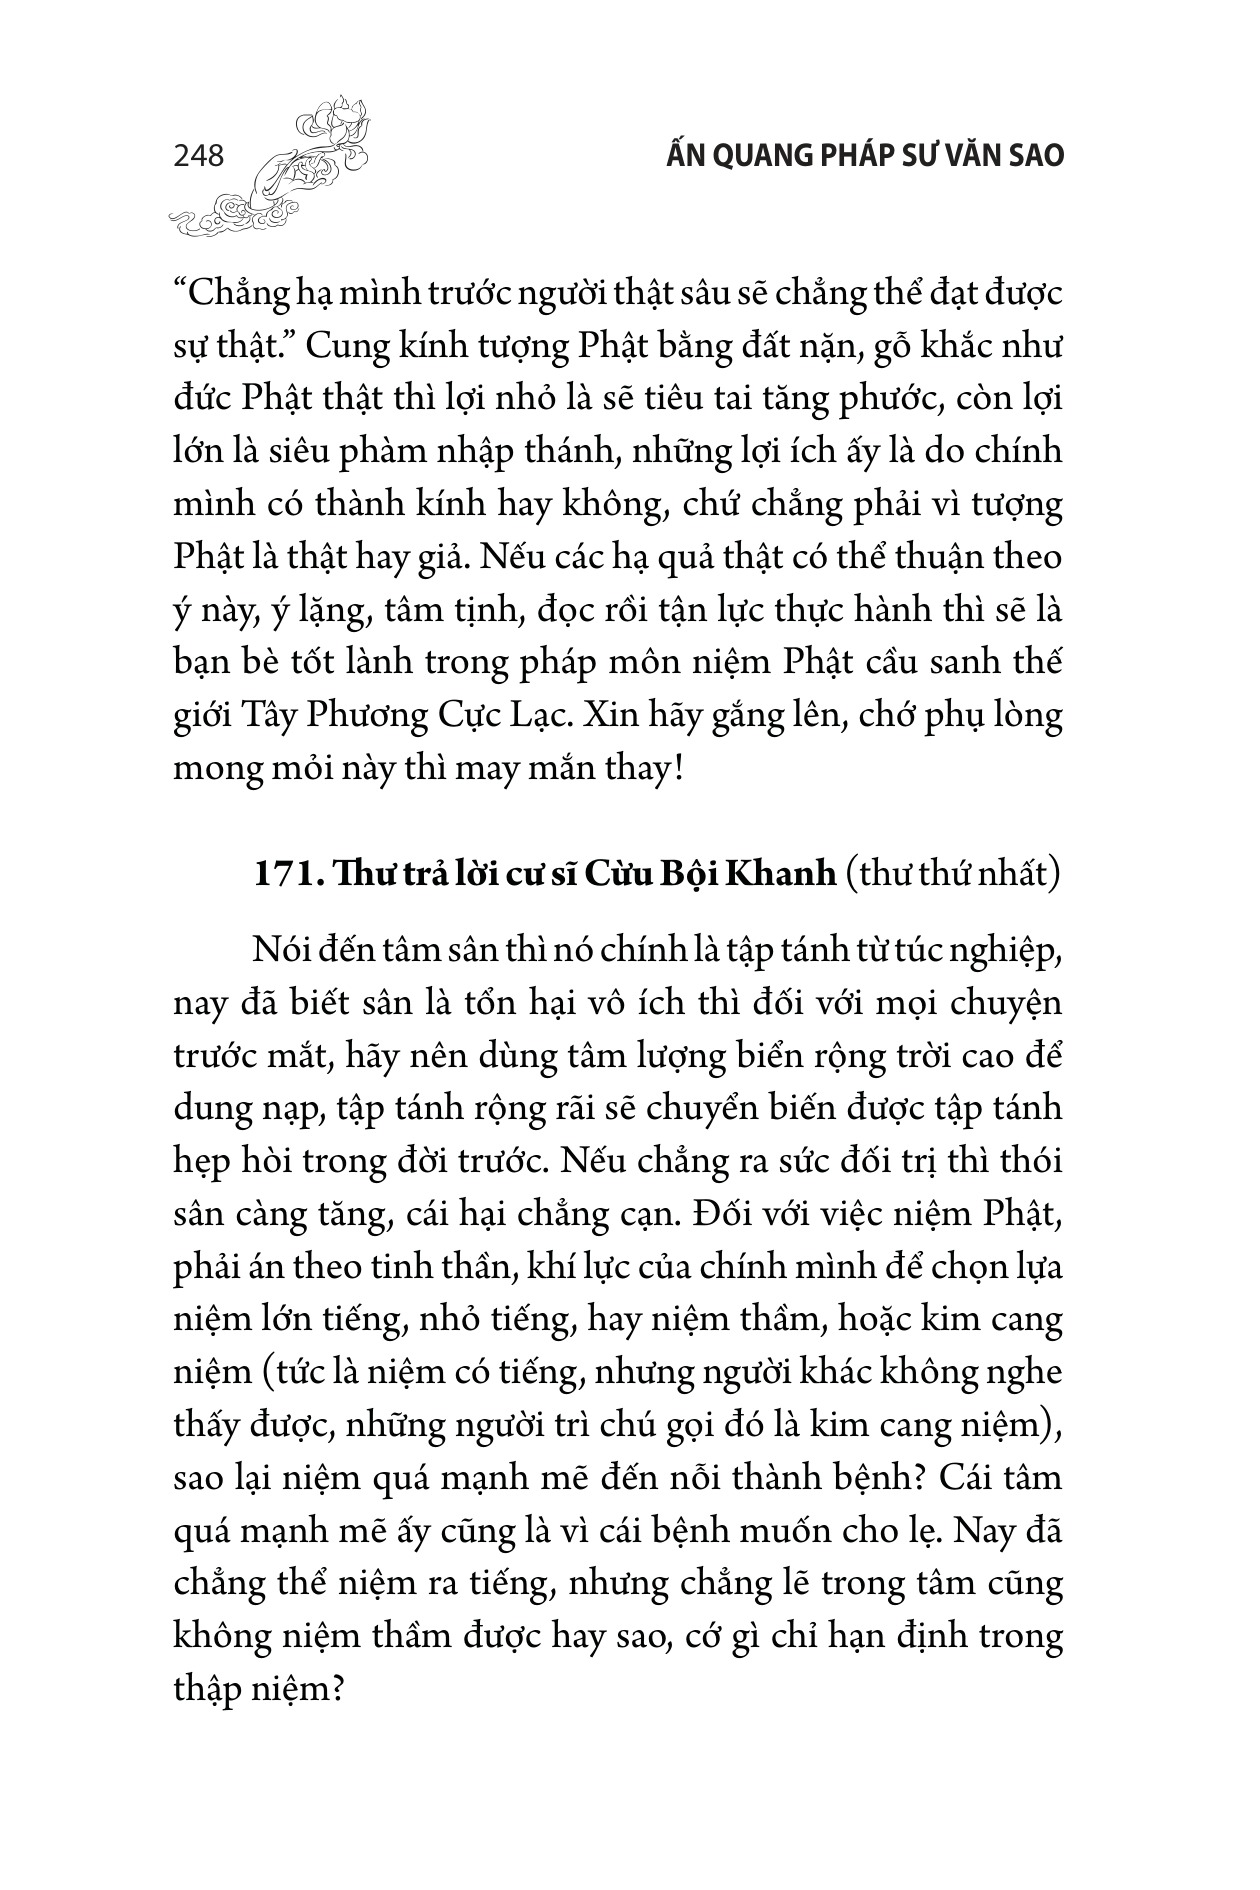 248
ẤN QUANG PHÁP SƯ VĂN SAO
“Chẳng hạ mình trước người thật sâu sẽ chẳng thể đạt được
sự thật.” Cung kính tượng Phật bằng đất nặn, gỗ khắc như
đức Phật thật thì lợi nhỏ là sẽ tiêu tai tăng phước, còn lợi
lớn là siêu phàm nhập thánh, những lợi ích ấy là do chính
mình có thành kính hay không, chứ chẳng phải vì tượng
Phật là thật hay giả. Nếu các hạ quả thật có thể thuận theo
ý này, ý lặng, tâm tịnh, đọc rồi tận lực thực hành thì sẽ là
bạn bè tốt lành trong pháp môn niệm Phật cầu sanh thế
giới Tây Phương Cực Lạc. Xin hãy gắng lên, chớ phụ lòng
mong mỏi này thì may mắn thay!
171. Thư trả lời cư sĩ Cừu Bội Khanh (thư thứ nhất)
Nói đến tâm sân thì nó chính là tập tánh từ túc nghiệp,
nay đã biết sân là tổn hại vô ích thì đối với mọi chuyện
trước mắt, hãy nên dùng tâm lượng biển rộng trời cao để
dung nạp, tập tánh rộng rãi sẽ chuyển biến được tập tánh
hẹp hòi trong đời trước. Nếu chẳng ra sức đối trị thì thói
sân càng tăng, cái hại chẳng cạn. Đối với việc niệm Phật,
phải án theo tinh thần, khí lực của chính mình để chọn lựa
niệm lớn tiếng, nhỏ tiếng, hay niệm thầm, hoặc kim cang
niệm (tức là niệm có tiếng, nhưng người khác không nghe
thấy được, những người trì chú gọi đó là kim cang niệm),
sao lại niệm quá mạnh mẽ đến nỗi thành bệnh? Cái tâm
quá mạnh mẽ ấy cũng là vì cái bệnh muốn cho lẹ. Nay đã
chẳng thể niệm ra tiếng, nhưng chẳng lẽ trong tâm cũng
không niệm thầm được hay sao, cớ gì chỉ hạn định trong
thập niệm?